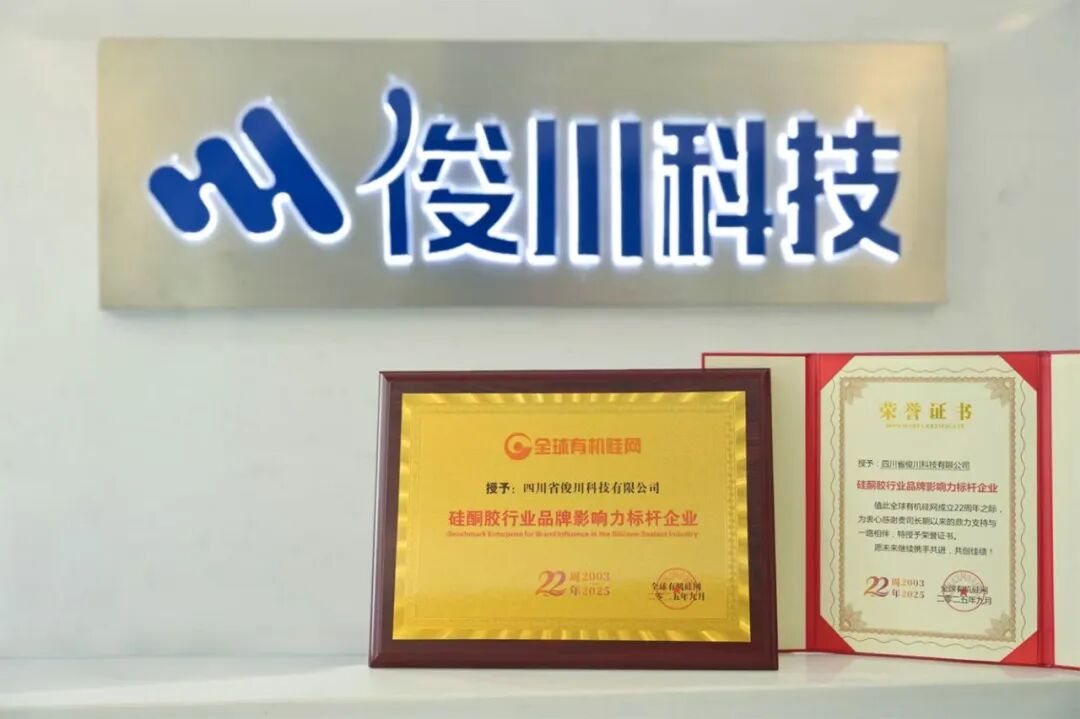 俊川科技
全球有机硅网
授予：四川省俊川科技有限公司
硅酮胶行业品牌影响力标杆企业
Benchmark Enterprise for Brand Influence in the Silicone Sealant Industry
22周年 2003
2025
全球有机硅网
二〇二五年九月
荣誉证书
授予：四川省俊川科技有限公司
硅酮胶行业品牌影响力标杆企业
值此全球有机硅网成立22周年之际，
为衷心感谢贵司长期以来的鼎力支持与
一路相伴，特授予荣誉证书。
愿未来继续携手共进，共创佳绩！
22周年 2003
2025
全球有机硅网
二〇二五年九月